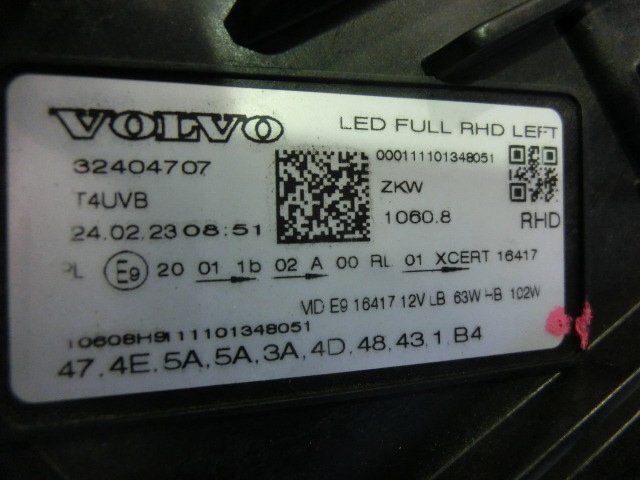 VOLVO LED FULL RHD LEFT
32404707 000111101348051
T4UVB ZKW
24.02.23 08:51 1060.8 RHD
PL E9 20 01 1b 02 A 00 RL 01 XCERT 16417
MD E9 16417 12V LB 63W HB 102W
10608H9111101348051
47.4E.5A.5A.3A.4D.48.43.1.B4